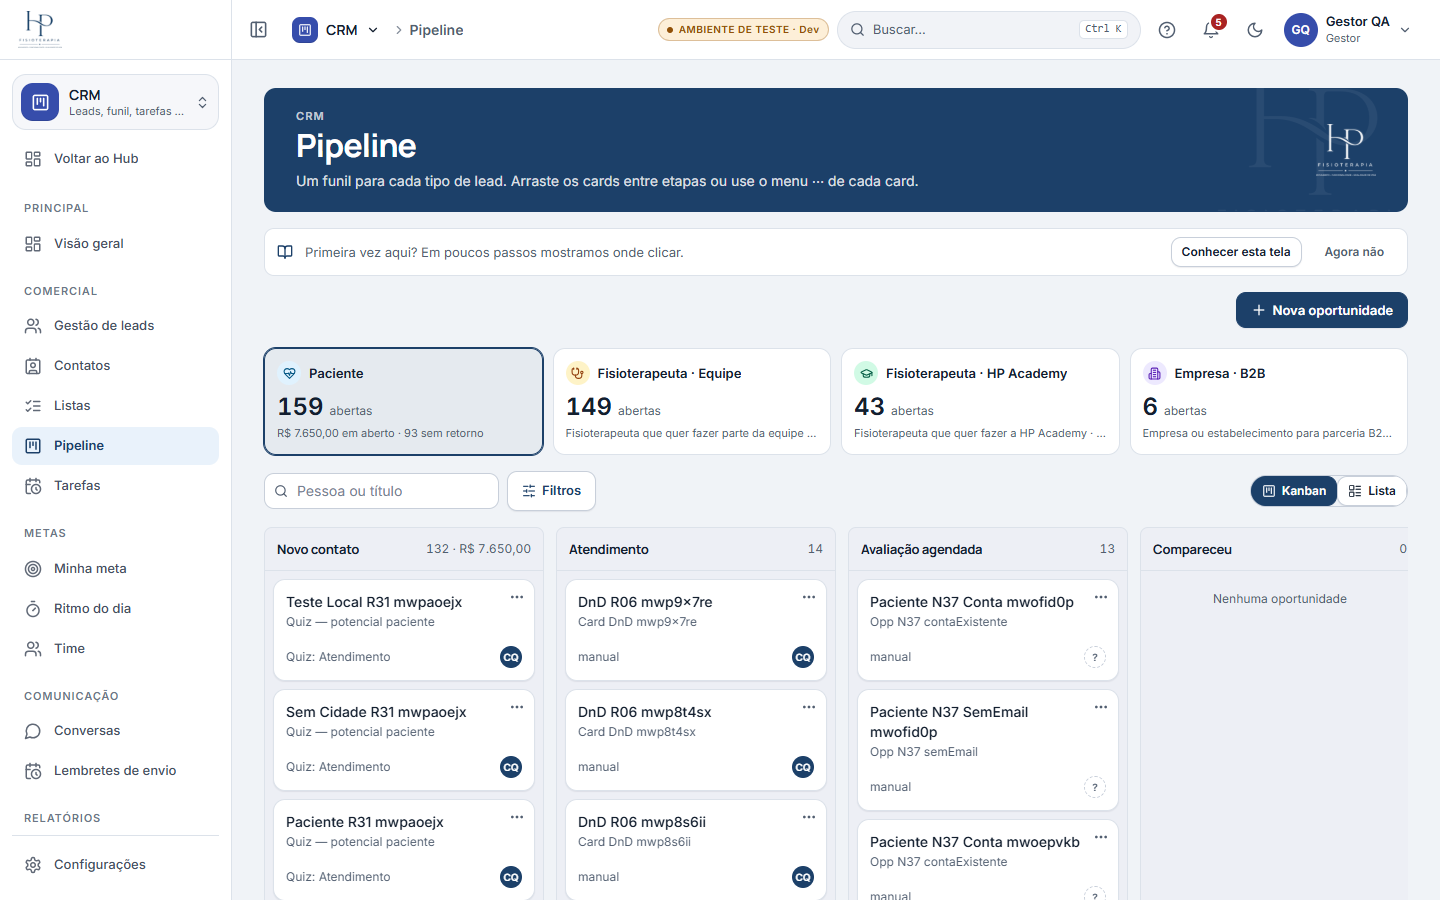 HP
FISIOTERAPIA
CRM
Pipeline
AMBIENTE DE TESTE · Dev
Buscar...
Ctrl K
5
GQ
Gestor QA
Gestor
CRM
Leads, funil, tarefas ...
Voltar ao Hub
PRINCIPAL
Visão geral
COMERCIAL
Gestão de leads
Contatos
Listas
Pipeline
Tarefas
METAS
Minha meta
Ritmo do dia
Time
COMUNICAÇÃO
Conversas
Lembretes de envio
RELATÓRIOS
Configurações
CRM
Pipeline
Um funil para cada tipo de lead. Arraste os cards entre etapas ou use o menu ··· de cada card.
HP
FISIOTERAPIA
Primeira vez aqui? Em poucos passos mostramos onde clicar.
Conhecer esta tela
Agora não
Nova oportunidade
Paciente
159 abertas
R$ 7.650,00 em aberto · 93 sem retorno
Fisioterapeuta · Equipe
149 abertas
Fisioterapeuta que quer fazer parte da equipe ...
Fisioterapeuta · HP Academy
43 abertas
Fisioterapeuta que quer fazer a HP Academy · ...
Empresa · B2B
6 abertas
Empresa ou estabelecimento para parceria B2...
Pessoa ou título
Filtros
Kanban
Lista
Novo contato
132 · R$ 7.650,00
Teste Local R31 mwpaoejx
Quiz — potencial paciente
Quiz: Atendimento
CQ
Sem Cidade R31 mwpaoejx
Quiz — potencial paciente
Quiz: Atendimento
CQ
Paciente R31 mwpaoejx
Quiz — potencial paciente
Quiz: Atendimento
CQ
Atendimento
14
DnD R06 mwp9x7re
Card DnD mwp9x7re
manual
CQ
DnD R06 mwp8t4sx
Card DnD mwp8t4sx
manual
CQ
DnD R06 mwp8s6ii
Card DnD mwp8s6ii
manual
CQ
Avaliação agendada
13
Paciente N37 Conta mwofid0p
Opp N37 contaExistente
manual
?
Paciente N37 SemEmail
mwofid0p
Opp N37 semEmail
manual
?
Paciente N37 Conta mwoepvkb
Opp N37 contaExistente
manual
?
Compareceu
0
Nenhuma oportunidade